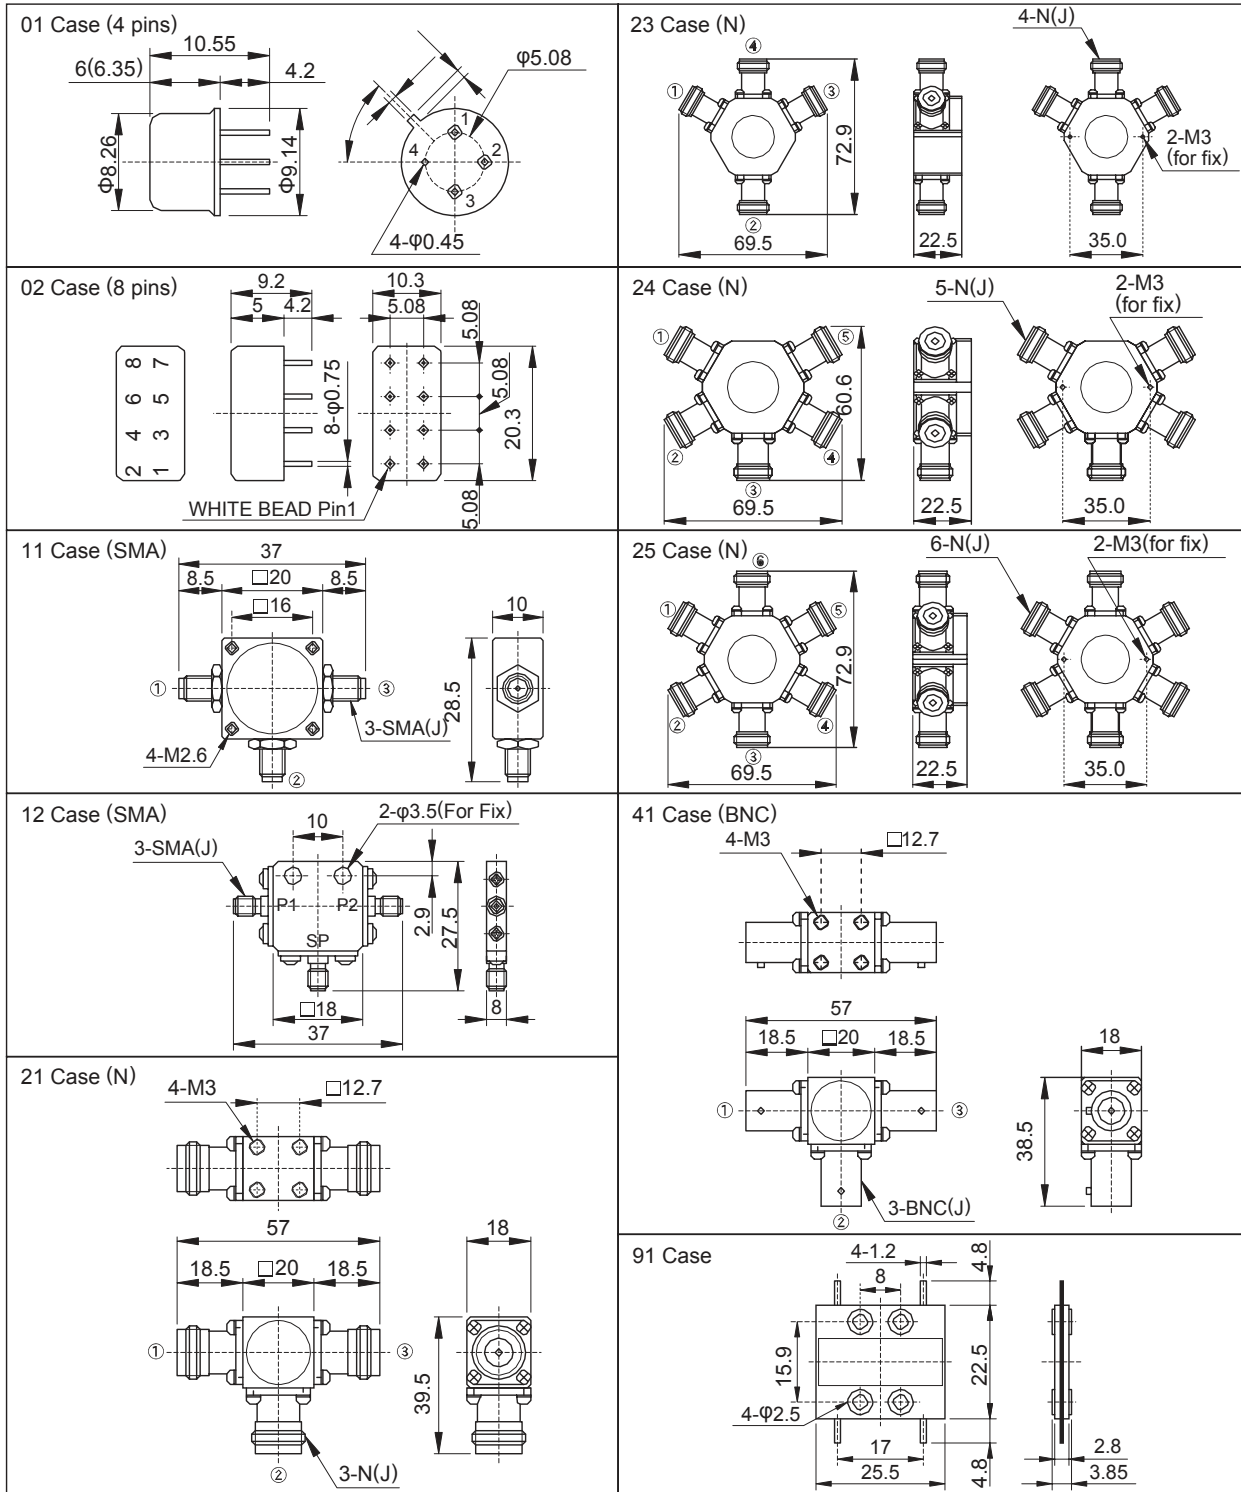 01 Case (4 pins)
10.55
6(6.35)
4.2
φ5.08
Φ8.26
Φ9.14
1
2
3
4
4-φ0.45
02 Case (8 pins)
9.2
5
4.2
10.3
5.08
5.08
5.08
5.08
20.3
8-φ0.75
8 7
6 5
4 3
2 1
WHITE BEAD Pin1
11 Case (SMA)
37
8.5
□20
8.5
□16
10
28.5
①
③
②
3-SMA(J)
4-M2.6
12 Case (SMA)
10
2-φ3.5(For Fix)
3-SMA(J)
P1
P2
SP
2.9
27.5
□18
37
8
21 Case (N)
4-M3
□12.7
57
18.5
□20
18.5
18
39.5
①
③
②
3-N(J)
23 Case (N)
④
①
③
②
72.9
69.5
22.5
4-N(J)
2-M3
(for fix)
35.0
24 Case (N)
①
⑤
②
④
③
60.6
69.5
22.5
5-N(J)
2-M3
(for fix)
35.0
25 Case (N)
⑥
①
⑤
②
④
③
72.9
69.5
22.5
6-N(J)
2-M3(for fix)
35.0
41 Case (BNC)
4-M3
□12.7
57
18.5
□20
18.5
18
38.5
①
③
②
3-BNC(J)
91 Case
4-1.2
8
4.8
15.9
22.5
4-φ2.5
17
25.5
4.8
2.8
3.85